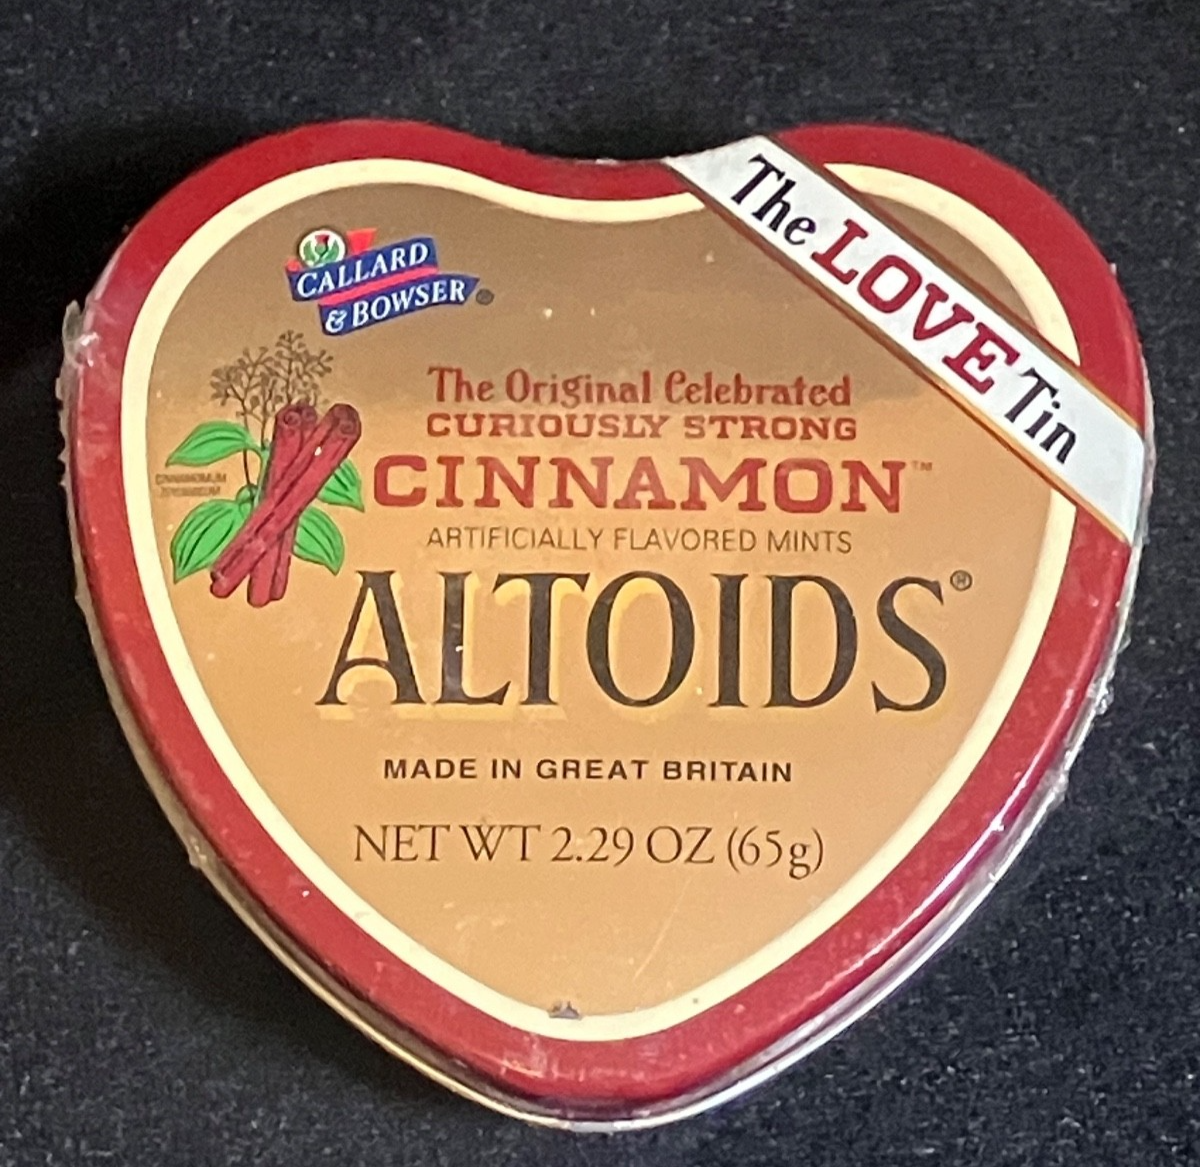 The LOVE Tin
CALLARD
& BOWSER®
The Original Celebrated
CURIOUSLY STRONG
CINNAMON™
ARTIFICIALLY FLAVORED MINTS
ALTOIDS®
MADE IN GREAT BRITAIN
NET WT 2.29 OZ (65g)